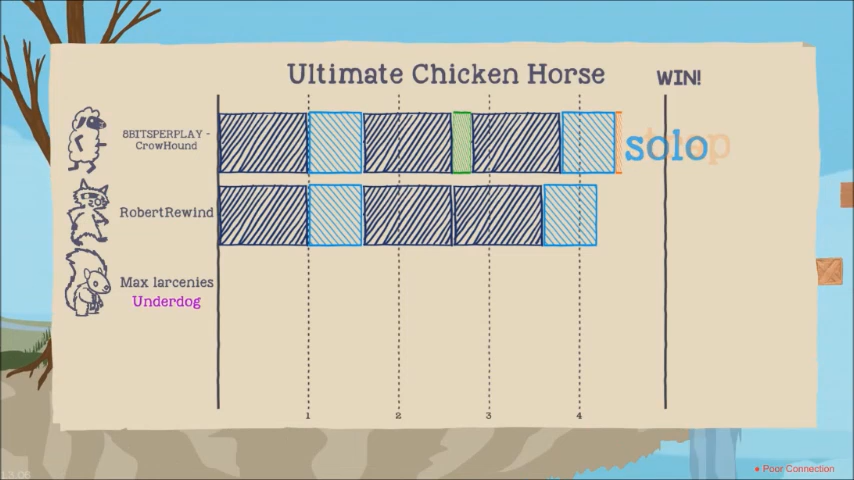 Ultimate Chicken Horse
WIN!
8BITSPERPLAY -
CrowHound
solo
RobertRewind
Max larcenies
Underdog
1 2 3 4
Poor Connection